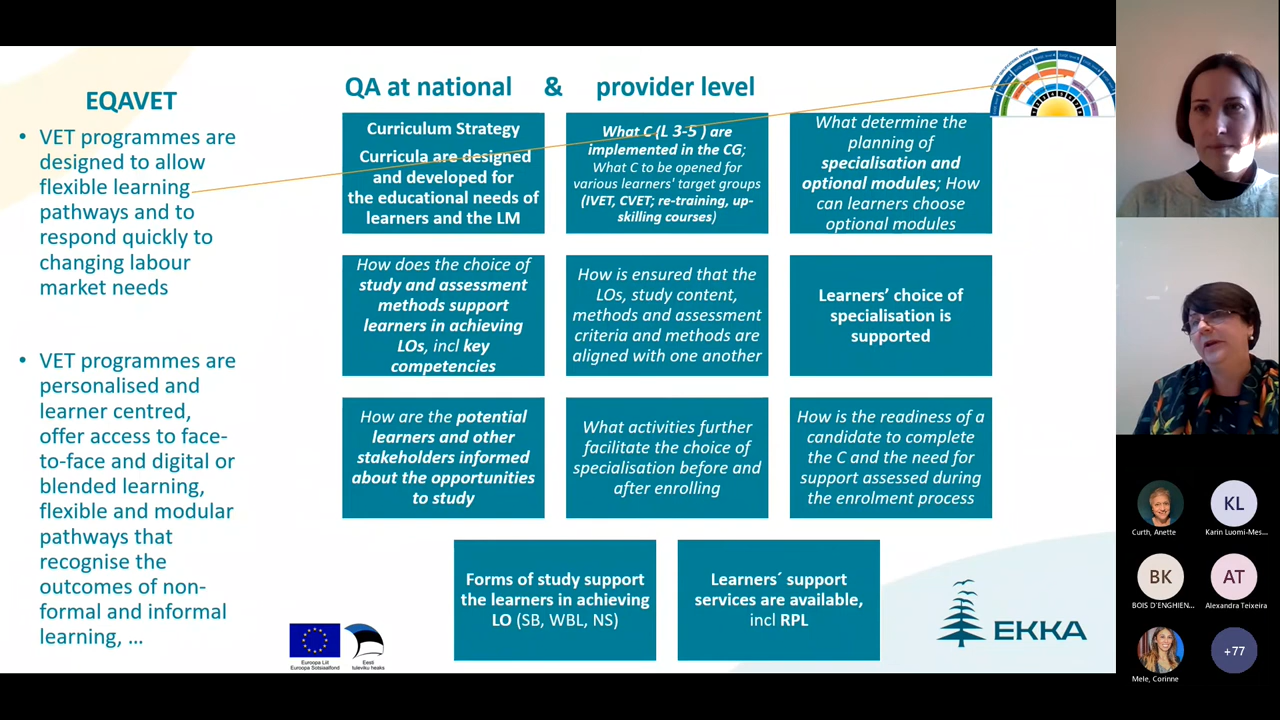 EQAVET
• VET programmes are
designed to allow
flexible learning
pathways and to
respond quickly to
changing labour
market needs
• VET programmes are
personalised and
learner centred,
offer access to face-
to-face and digital or
blended learning,
flexible and modular
pathways that
recognise the
outcomes of non-
formal and informal
learning, ...
QA at national & provider level
Curriculum Strategy
Curricula are designed
and developed for
the educational needs of
learners and the LM
What C (L 3-5 ) are
implemented in the CG;
What C to be opened for
various learners' target groups
(IVET, CVET; re-training, up-
skilling courses)
What determine the
planning of
specialisation and
optional modules; How
can learners choose
optional modules
How does the choice of
study and assessment
methods support
learners in achieving
LOs, incl key
competencies
How is ensured that the
LOs, study content,
methods and assessment
criteria and methods are
aligned with one another
Learners' choice of
specialisation is
supported
How are the potential
learners and other
stakeholders informed
about the opportunities
to study
What activities further
facilitate the choice of
specialisation before and
after enrolling
How is the readiness of a
candidate to complete
the C and the need for
support assessed during
the enrolment process
Forms of study support
the learners in achieving
LO (SB, WBL, NS)
Learners´ support
services are available,
incl RPL
Euroopa Liit
Euroopa Sotsiaalfond
Eesti
tuleviku heaks
EKKA
Curth, Anette
KL
Karin Luomi-Mes...
BK
BOIS D'ENGHIEN...
AT
Alexandra Teixeira
Mele, Corinne
+77